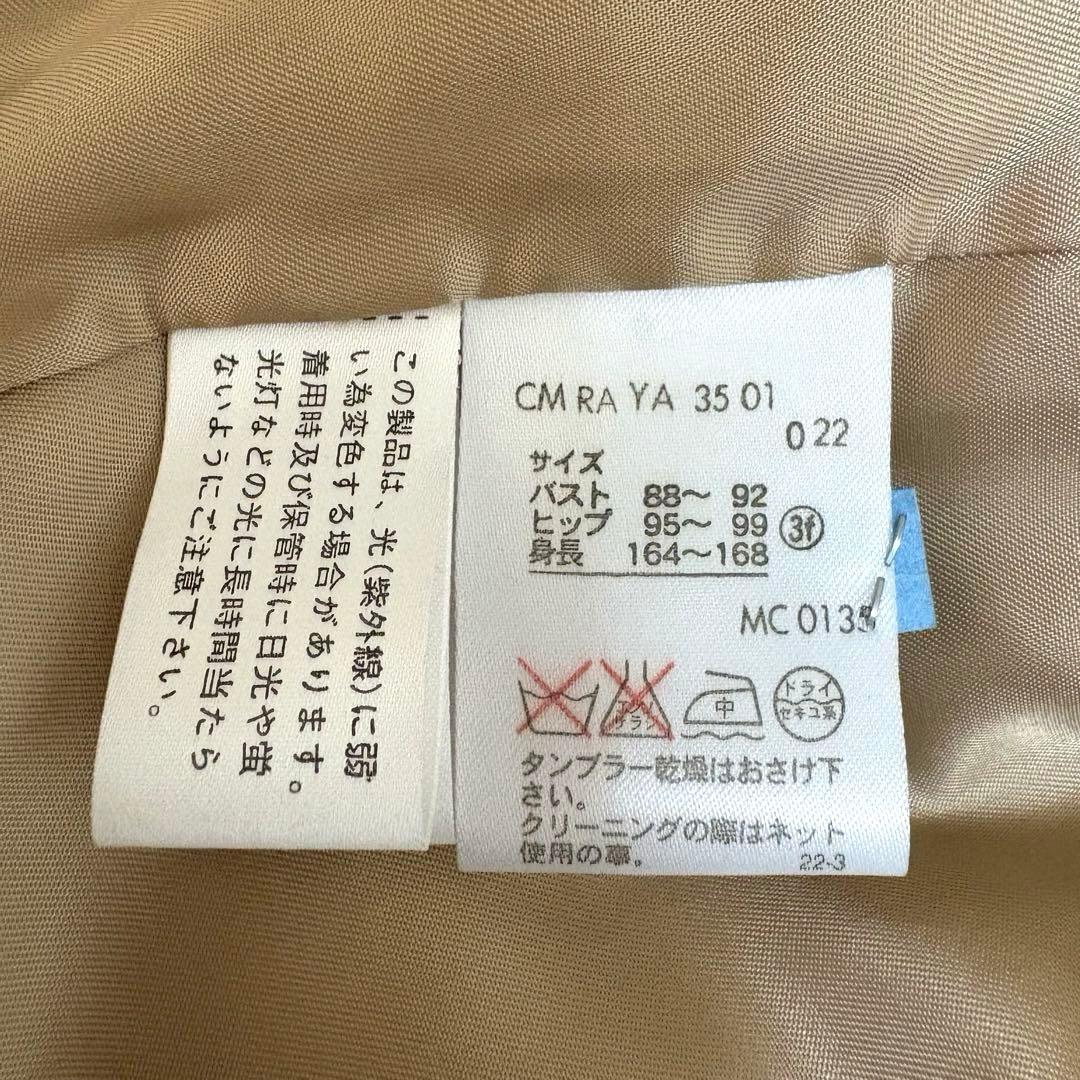 この製品は、光(紫外線)に弱
い為変色する場合があります。
着用時及び保管時に日光や蛍
光灯などの光に長時間当たら
ないようにご注意下さい。
CM RA YA 35 01
0 22
サイズ
バスト 88〜 92
ヒップ 95〜 99
3f
身長 164〜168
MC 0135
エンソ
サラシ
中
ドライ
セキユ系
タンブラー乾燥はおさけ下
さい。
クリーニングの際はネット
使用の事。
22-3